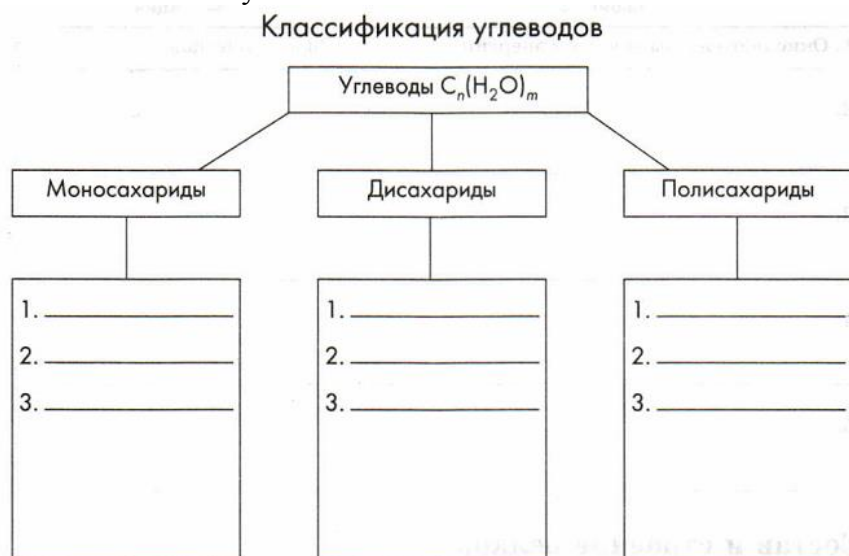 Классификация углеводов
Углеводы Cₙ(H₂O)ₘ
Моносахариды Дисахариды Полисахариды
1. 1. 1.
2. 2. 2.
3. 3. 3.